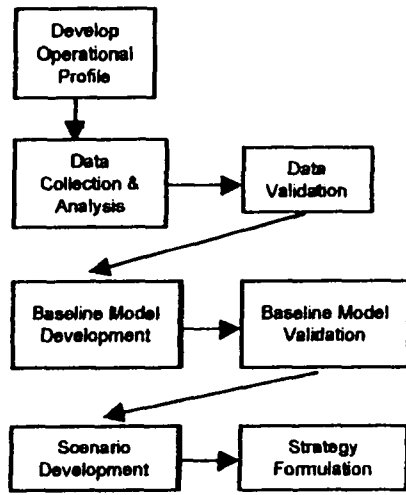 Develop
Operational
Profile
Data
Collection &
Analysis
Data
Validation
Baseline Model
Development
Baseline Model
Validation
Scenario
Development
Strategy
Formulation